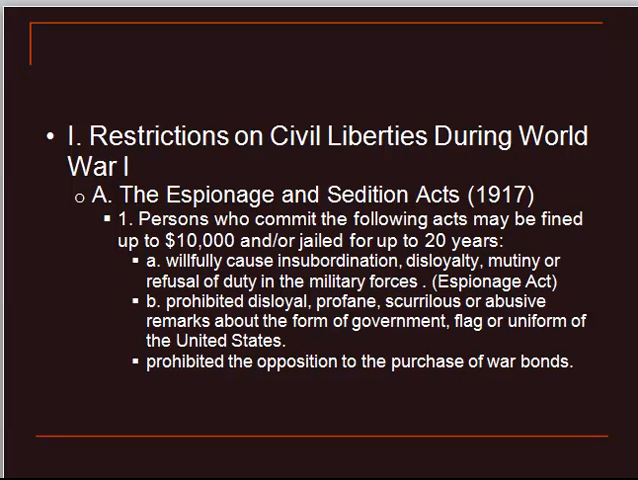 • I. Restrictions on Civil Liberties During World
War I
o A. The Espionage and Sedition Acts (1917)
▪ 1. Persons who commit the following acts may be fined
up to $10,000 and/or jailed for up to 20 years:
▪ a. willfully cause insubordination, disloyalty, mutiny or
refusal of duty in the military forces . (Espionage Act)
▪ b. prohibited disloyal, profane, scurrilous or abusive
remarks about the form of government, flag or uniform of
the United States.
▪ prohibited the opposition to the purchase of war bonds.